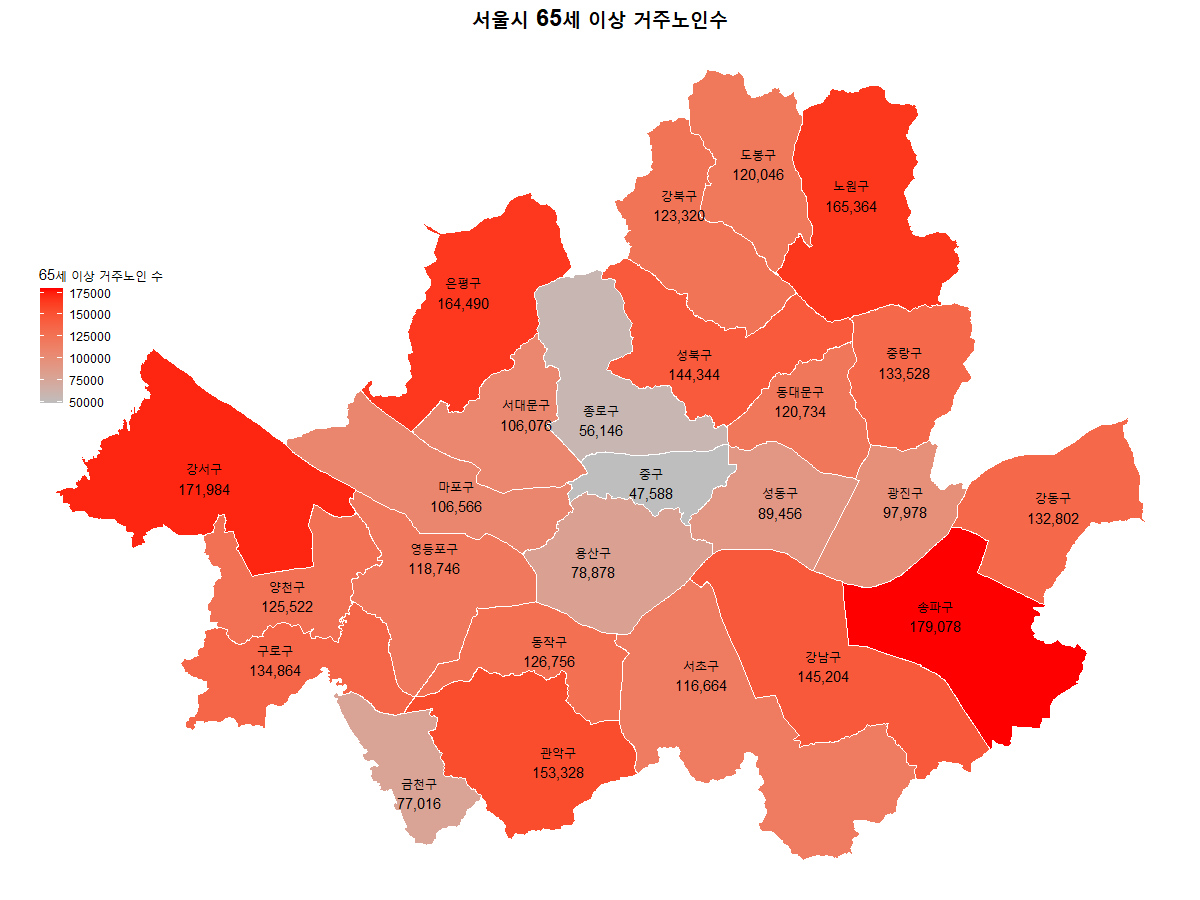 서울시 65세 이상 거주노인수
도봉구
120,046
노원구
165,364
강북구
123,320
65세 이상 거주노인 수
175000
150000
125000
100000
75000
50000
은평구
164,490
성북구
144,344
중랑구
133,528
동대문구
120,734
서대문구
106,076
종로구
56,146
강서구
171,984
마포구
106,566
중구
47,588
성동구
89,456
광진구
97,978
강동구
132,802
영등포구
118,746
용산구
78,878
양천구
125,522
송파구
179,078
구로구
134,864
동작구
126,756
서초구
116,664
강남구
145,204
관악구
153,328
금천구
77,016